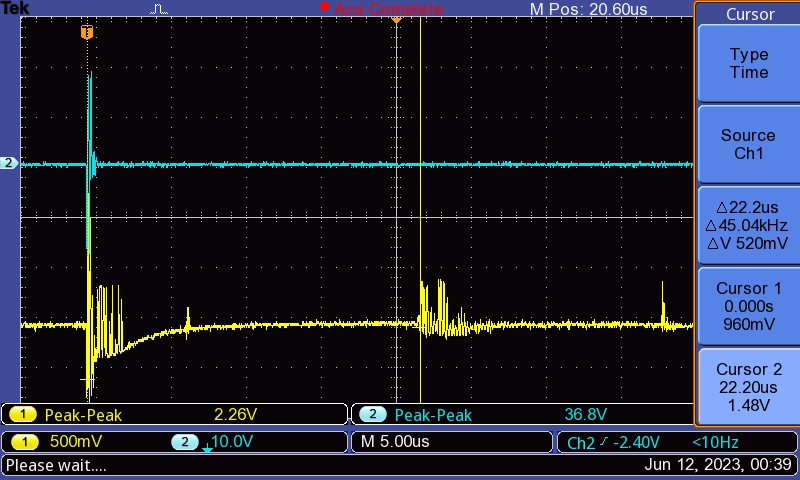 Tek
Acq Complete
M Pos: 20.60us
Cursor
T
Type
Time
Source
Ch1
2
△22.2us
△45.04kHz
△V 520mV
Cursor 1
0.000s
960mV
Cursor 2
22.20us
1.48V
1 Peak-Peak 2.26V
2 Peak-Peak 36.8V
1 500mV
2 10.0V
M 5.00us
Ch2 -2.40V <10Hz
Please wait....
Jun 12, 2023, 00:39